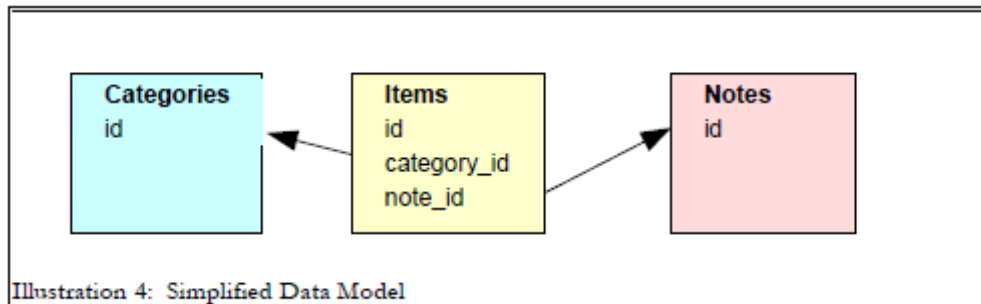 Categories
id
Items
id
category_id
note_id
Notes
id
Illustration 4: Simplified Data Model